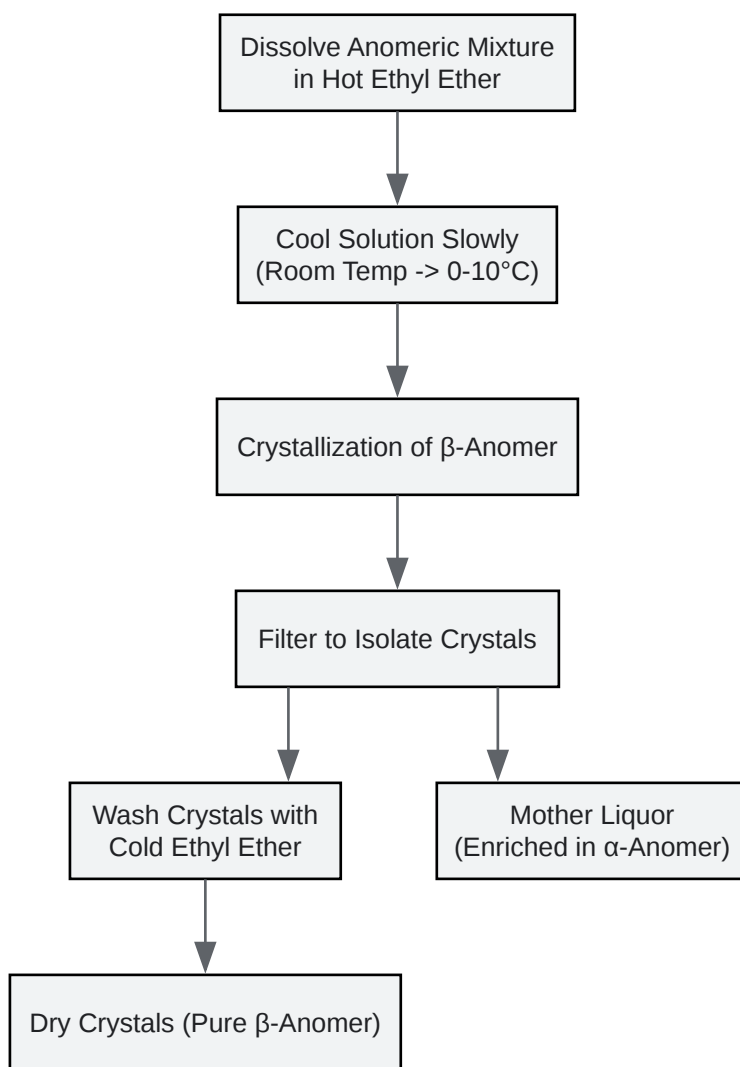 Dissolve Anomeric Mixture
in Hot Ethyl Ether
Cool Solution Slowly
(Room Temp -> 0-10°C)
Crystallization of β-Anomer
Filter to Isolate Crystals
Wash Crystals with
Cold Ethyl Ether
Mother Liquor
(Enriched in α-Anomer)
Dry Crystals (Pure β-Anomer)